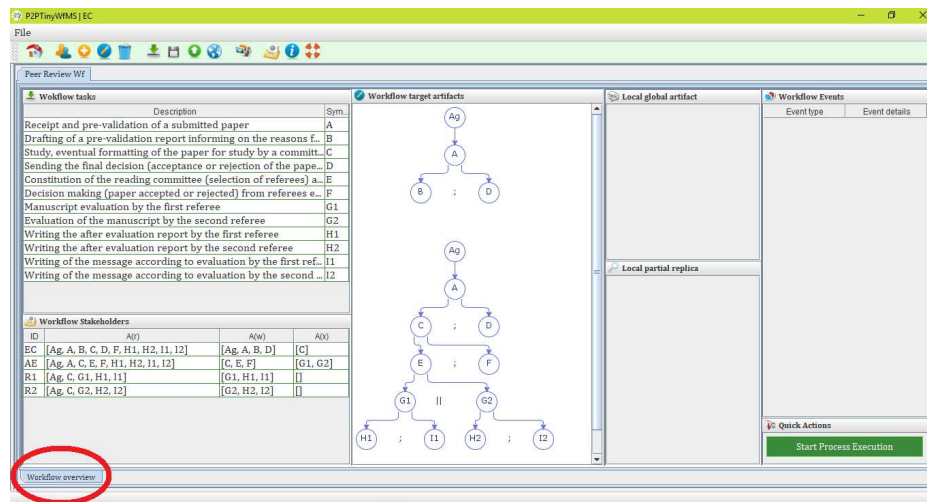 P2PTinyWfMS | EC
File
Peer Review Wf
Wokflow tasks
Description Sym...
Receipt and pre-validation of a submitted paper A
Drafting of a pre-validation report informing on the reasons f... B
Study, eventual formatting of the paper for study by a committ... C
Sending the final decision (acceptance or rejection of the pape... D
Constitution of the reading committee (selection of referees) a... E
Decision making (paper accepted or rejected) from referees e... F
Manuscript evaluation by the first referee G1
Evaluation of the manuscript by the second referee G2
Writing the after evaluation report by the first referee H1
Writing the after evaluation report by the second referee H2
Writing of the message according to evaluation by the first ref... I1
Writing of the message according to evaluation by the second ... I2
Workflow Stakeholders
ID A(r) A(w) A(x)
EC [Ag, A, B, C, D, F, H1, H2, I1, I2] [Ag, A, B, D] [C]
AE [Ag, A, C, E, F, H1, H2, I1, I2] [C, E, F] [G1, G2]
R1 [Ag, C, G1, H1, I1] [G1, H1, I1] []
R2 [Ag, C, G2, H2, I2] [G2, H2, I2] []
Workflow target artifacts
Ag
A
B ; D
Ag
A
C ; D
E ; F
G1 || G2
H1 ; I1 H2 ; I2
Local global artifact
Local partial replica
Workflow Events
Event type Event details
Quick Actions
Start Process Execution
Workflow overview